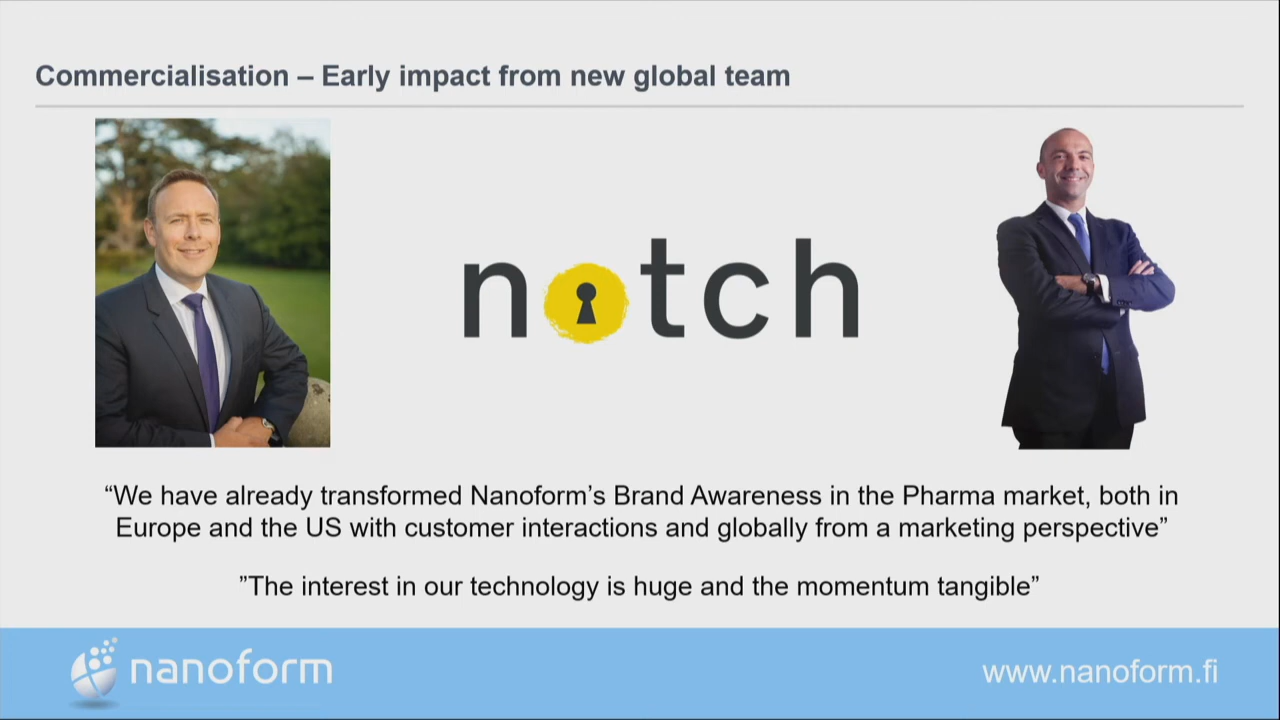 Commercialisation – Early impact from new global team
notch
“We have already transformed Nanoform’s Brand Awareness in the Pharma market, both in
Europe and the US with customer interactions and globally from a marketing perspective”
”The interest in our technology is huge and the momentum tangible”
nanoform
www.nanoform.fi